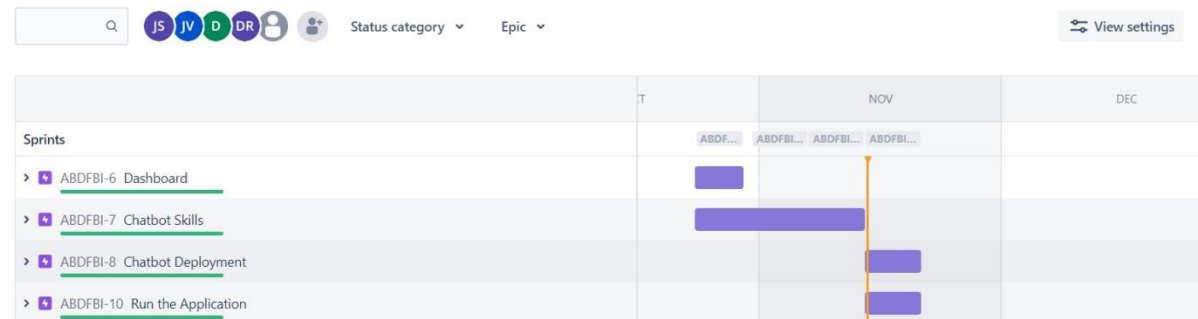 JS JV D DR Status category Epic View settings
CT NOV DEC
Sprints ABDF... ABDFBI... ABDFBI... ABDFBI...
ABDFBI-6 Dashboard
ABDFBI-7 Chatbot Skills
ABDFBI-8 Chatbot Deployment
ABDFBI-10 Run the Application